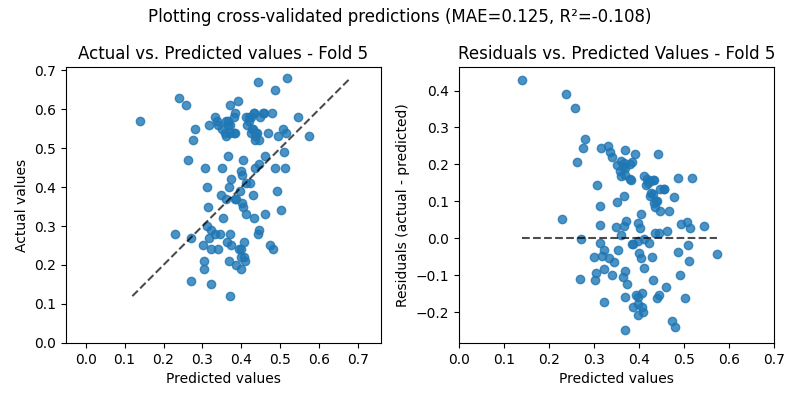 Plotting cross-validated predictions (MAE=0.125, R²=-0.108)
Actual vs. Predicted values - Fold 5
Actual values
0.7
0.6
0.5
0.4
0.3
0.2
0.1
0.0
0.0 0.1 0.2 0.3 0.4 0.5 0.6 0.7
Predicted values
Residuals vs. Predicted Values - Fold 5
Residuals (actual - predicted)
0.4
0.3
0.2
0.1
0.0
−0.1
−0.2
0.0 0.1 0.2 0.3 0.4 0.5 0.6 0.7
Predicted values